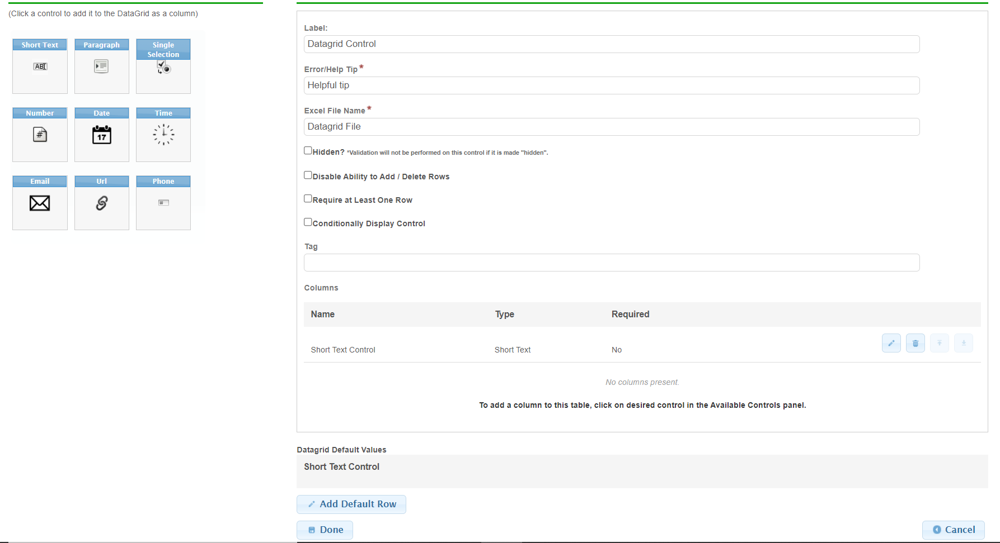 (Click a control to add it to the DataGrid as a column)
Short Text
Paragraph
Single
Selection
ABI
Number
Date
Time
#
17
Email
Url
Phone
#
Label:
Datagrid Control
Error/Help Tip *
Helpful tip
Excel File Name *
Datagrid File
Hidden? *Validation will not be performed on this control if it is made "hidden".
Disable Ability to Add / Delete Rows
Require at Least One Row
Conditionally Display Control
Tag
Columns
Name Type Required
Short Text Control Short Text No
No columns present.
To add a column to this table, click on desired control in the Available Controls panel.
Datagrid Default Values
Short Text Control
Add Default Row
Done
Cancel